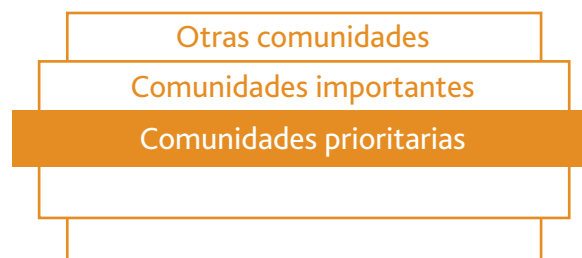 Otras comunidades
Comunidades importantes
Comunidades prioritarias